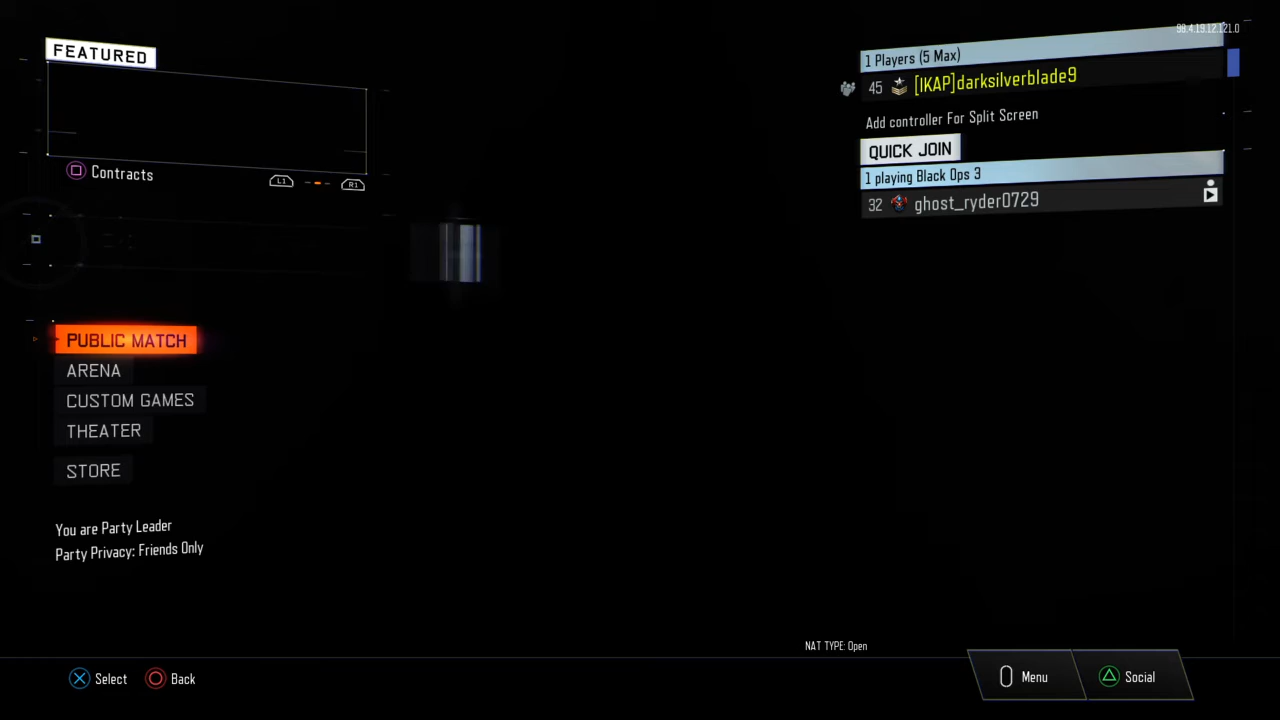 FEATURED
Contracts
L1
R1
PUBLIC MATCH
ARENA
CUSTOM GAMES
THEATER
STORE
You are Party Leader
Party Privacy: Friends Only
Select
Back
98.4.19.12.121.0
1 Players (5 Max)
45 [IKAP]darksilverblade9
Add controller For Split Screen
QUICK JOIN
1 playing Black Ops 3
32 ghost_ryder0729
NAT TYPE: Open
Menu
Social